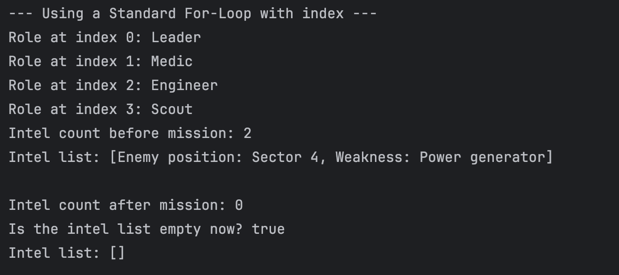 --- Using a Standard For-Loop with index ---
Role at index 0: Leader
Role at index 1: Medic
Role at index 2: Engineer
Role at index 3: Scout
Intel count before mission: 2
Intel list: [Enemy position: Sector 4, Weakness: Power generator]

Intel count after mission: 0
Is the intel list empty now? true
Intel list: []